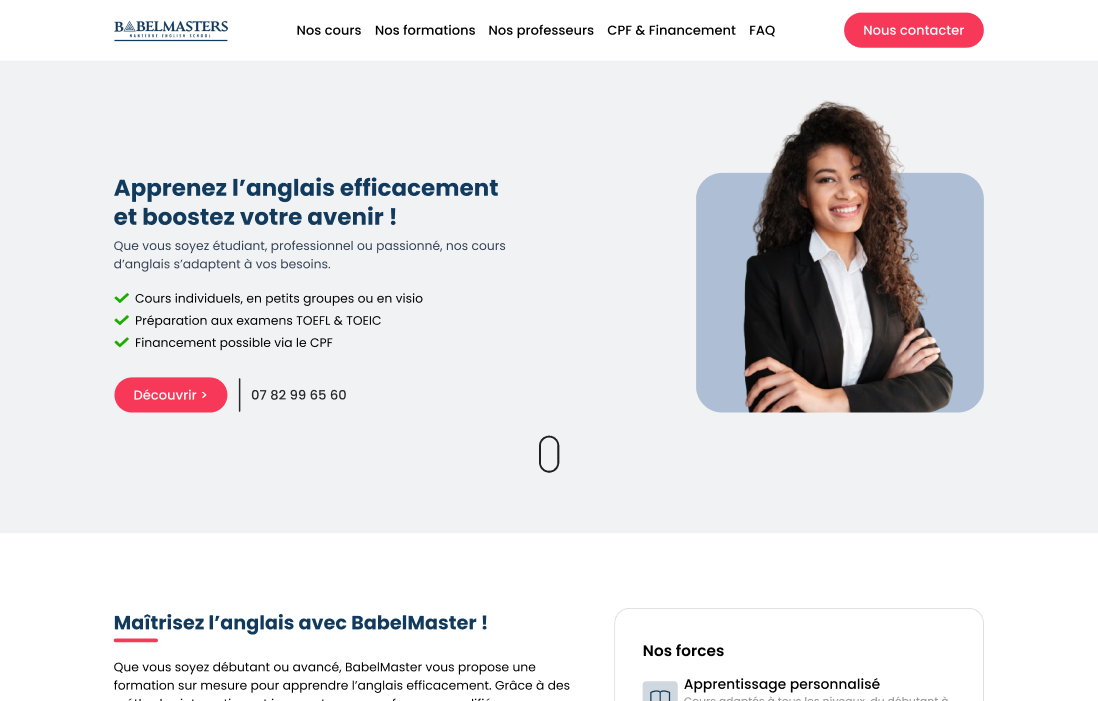 BABELMASTERS
NANTERRE ENGLISH SCHOOL
Nos cours
Nos formations
Nos professeurs
CPF & Financement
FAQ
Nous contacter
Apprenez l’anglais efficacement
et boostez votre avenir !
Que vous soyez étudiant, professionnel ou passionné, nos cours
d’anglais s’adaptent à vos besoins.
Cours individuels, en petits groupes ou en visio
Préparation aux examens TOEFL & TOEIC
Financement possible via le CPF
Découvrir >
07 82 99 65 60
Maîtrisez l’anglais avec BabelMaster !
Que vous soyez débutant ou avancé, BabelMaster vous propose une
formation sur mesure pour apprendre l’anglais efficacement. Grâce à des
Nos forces
Apprentissage personnalisé
Cours adaptés à tous les niveaux, du débutant à